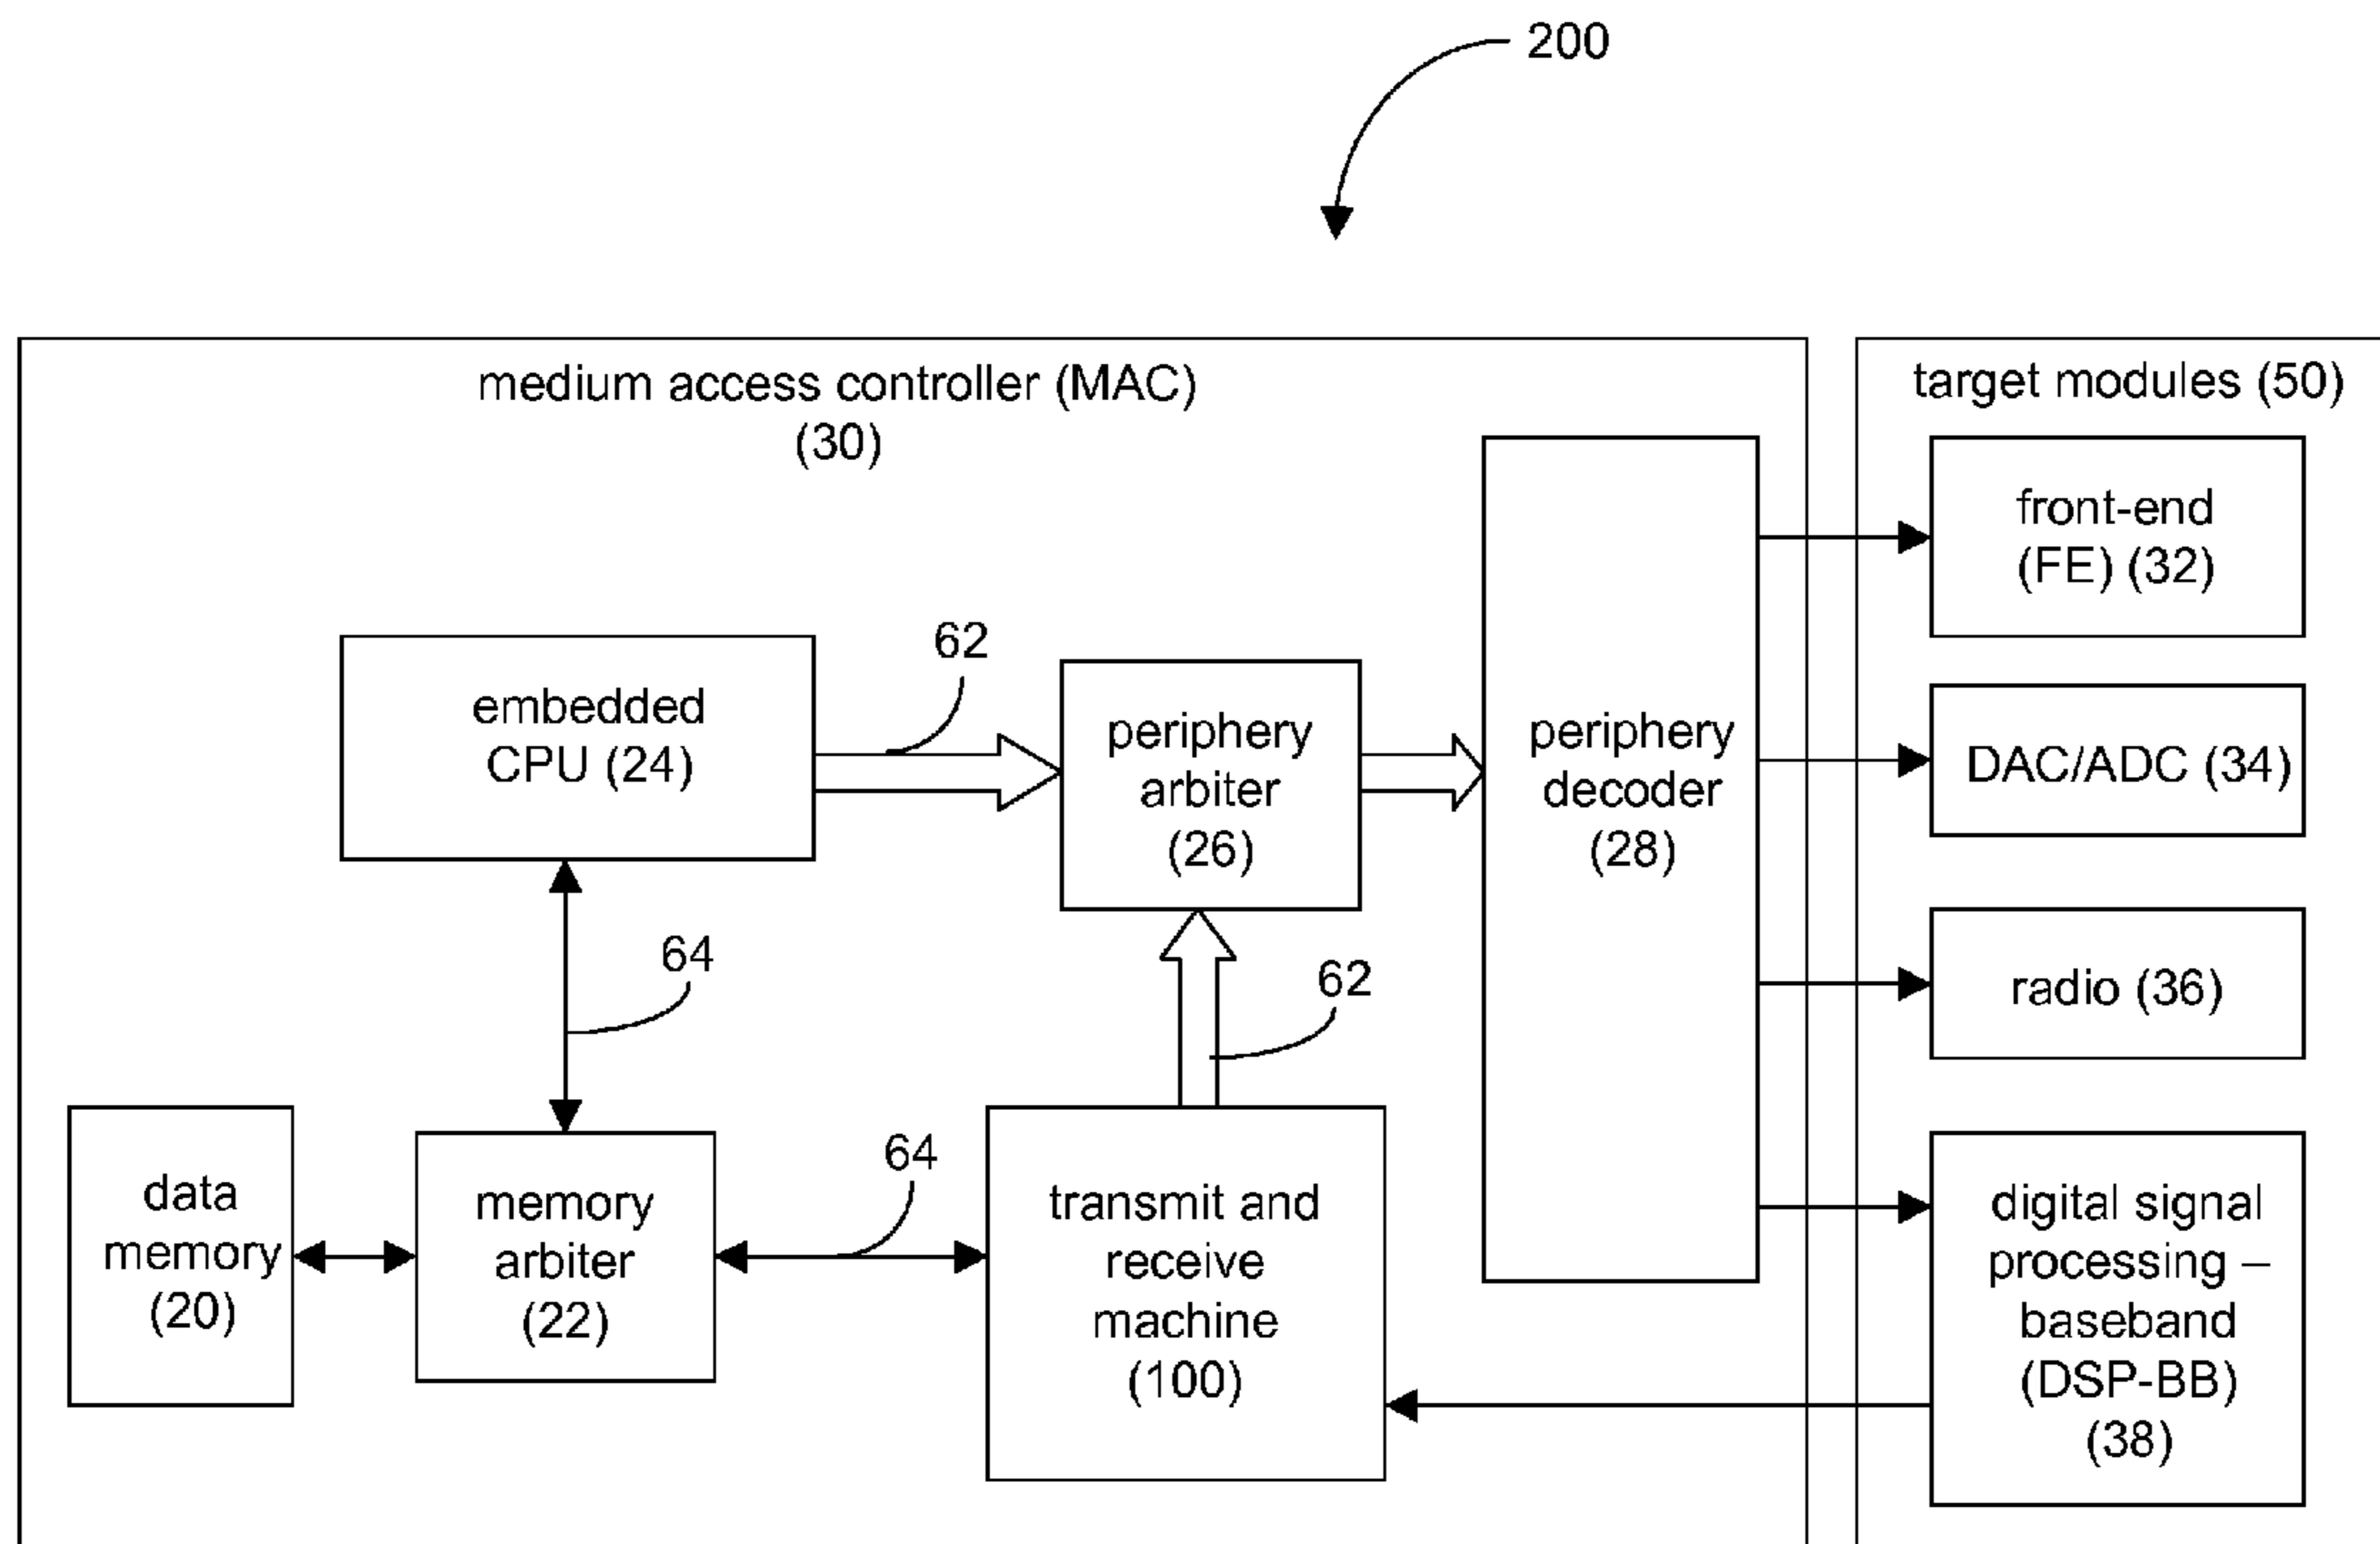 200
medium access controller (MAC)
(30)
target modules (50)
front-end
(FE) (32)
62
embedded
CPU (24)
periphery
arbiter
(26)
periphery
decoder
(28)
DAC/ADC (34)
64
62
radio (36)
data
memory
(20)
memory
arbiter
(22)
64
transmit and
receive
machine
(100)
digital signal
processing –
baseband
(DSP-BB)
(38)